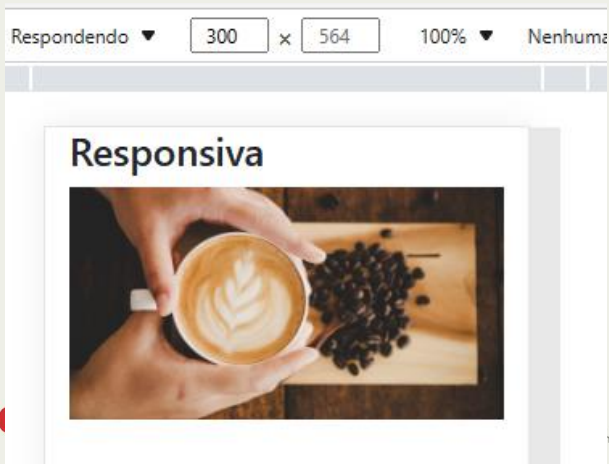 Respondendo ▼ 300 × 564 100% ▼ Nenhuma
Responsiva